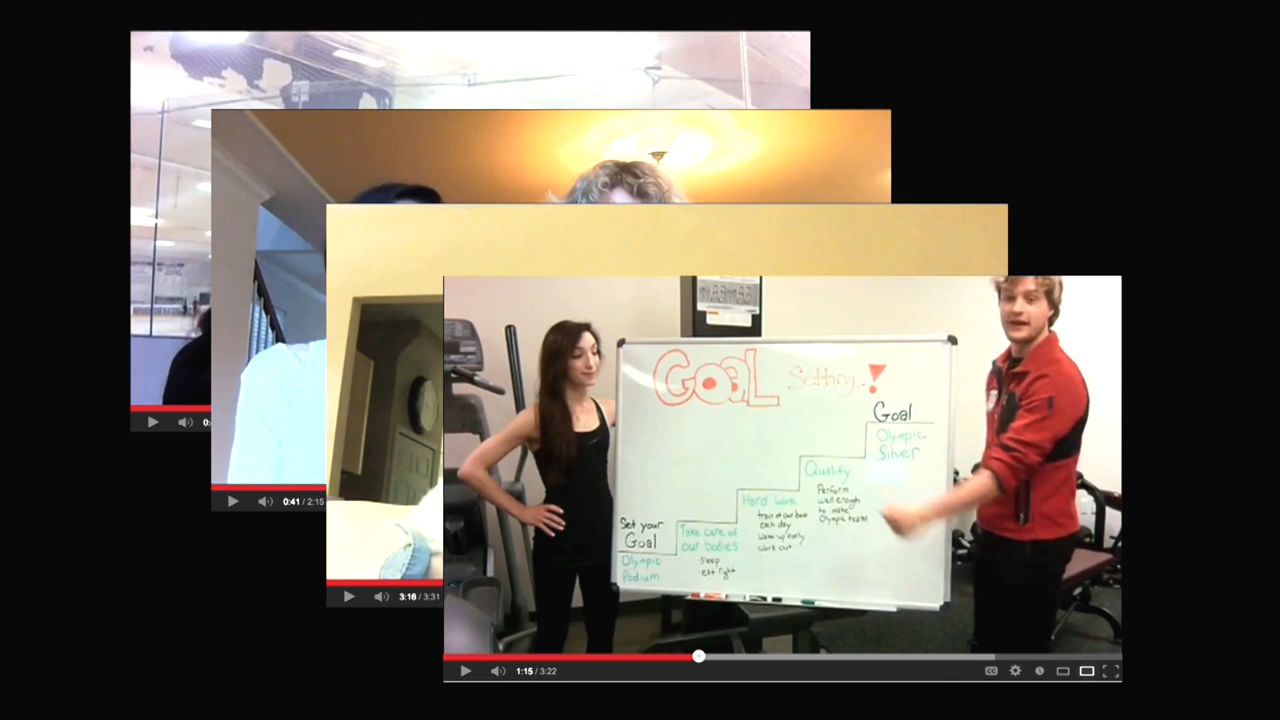 GOAL Setting...!
Goal
Olympic
Silver
Qualify
Perform
well enough
to make
Olympic team
Hard Work
train at our best
each day
wake up early
work out
Take care of
our bodies
· Sleep
· eat right
Set your
Goal
Olympic
Podium
0:41 / 2:15
3:16 / 3:31
1:15 / 3:22